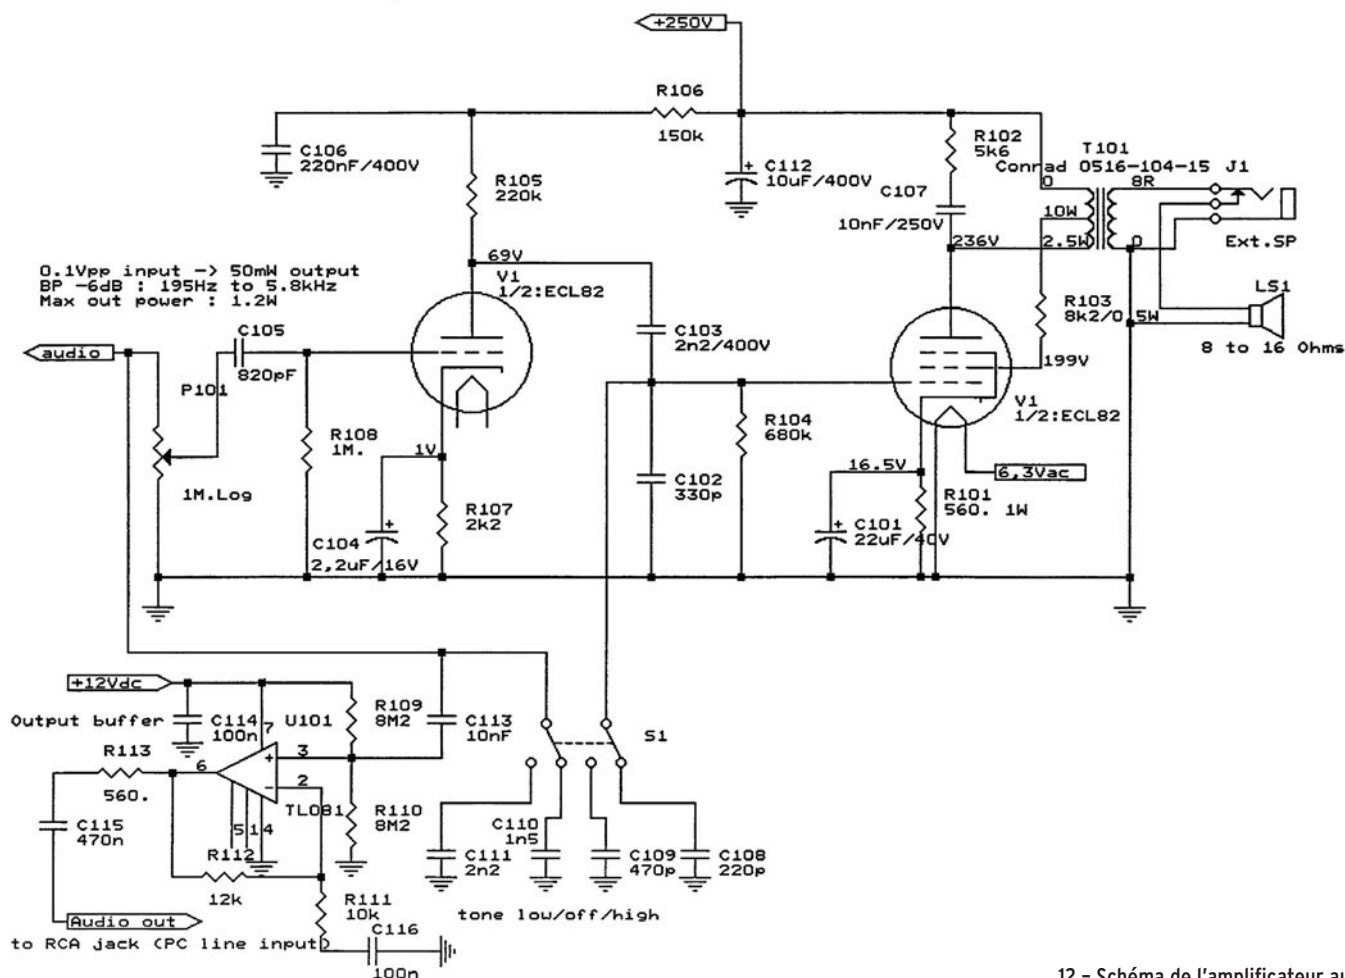 +250V
R106
150k
C106
220nF/400V
R105
220k
C112
10uF/400V
R102
5k6
T101
Conrad 0516-104-15
J1
0
8R
C107
10nF/250V
10W
236V
2.5W
0
Ext.SP
69V
V1
1/2:ECL82
0.1Vpp input -> 50mW output
BP -6dB : 195Hz to 5.8kHz
Max out power : 1.2W
LS1
R103
8k2/0.5W
8 to 16 Ohms
C105
820pF
audio
C103
2n2/400V
199V
P101
V1
1/2:ECL82
R108
1M.
R104
680k
1V
16.5V
6,3Vac
1M.Log
C102
330p
R107
2k2
R101
560. 1W
C104
2,2uF/16V
C101
22uF/40V
+12Vdc
Output buffer
C114
100n
7
U101
R109
8M2
C113
10nF
S1
R113
560.
6
+
3
-
2
TL081
R110
8M2
C115
470n
5
1
4
R112
12k
C111
2n2
C110
1n5
C109
470p
C108
220p
R111
10k
tone low/off/high
Audio out
to RCA jack (PC line input)
C116
100n
12 – Schéma de l'amplificateur au